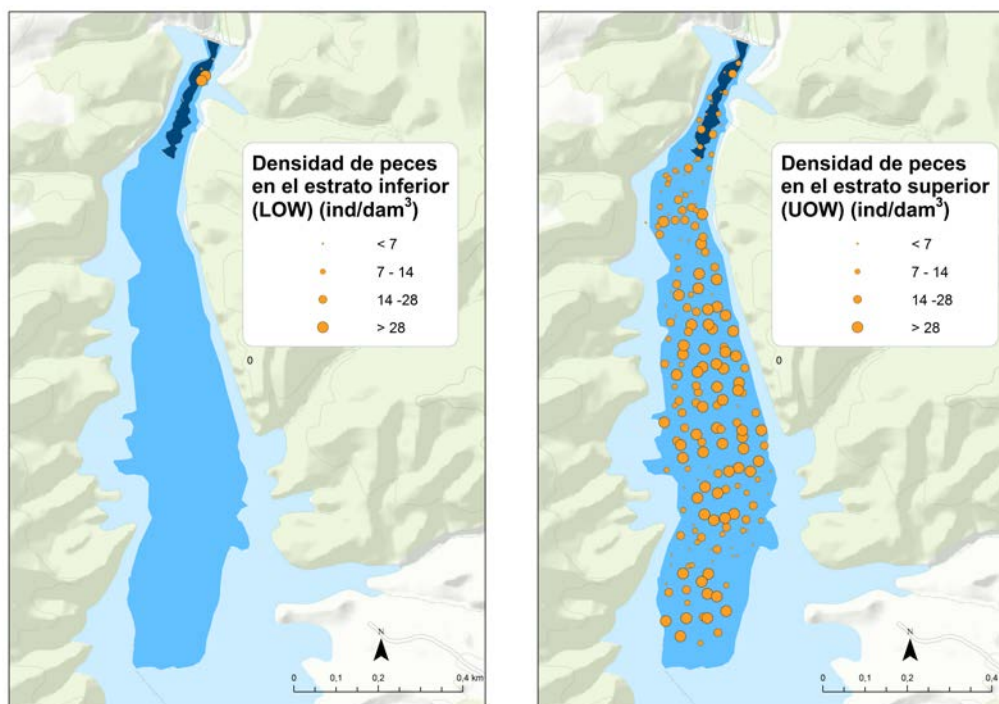 Densidad de peces
en el estrato inferior
(LOW) (ind/dam³)
< 7
7 - 14
14 -28
> 28
0
N
0 0,1 0,2 0,4 km
Densidad de peces
en el estrato superior
(UOW) (ind/dam³)
< 7
7 - 14
14 -28
> 28
N
0 0,1 0,2 0,4